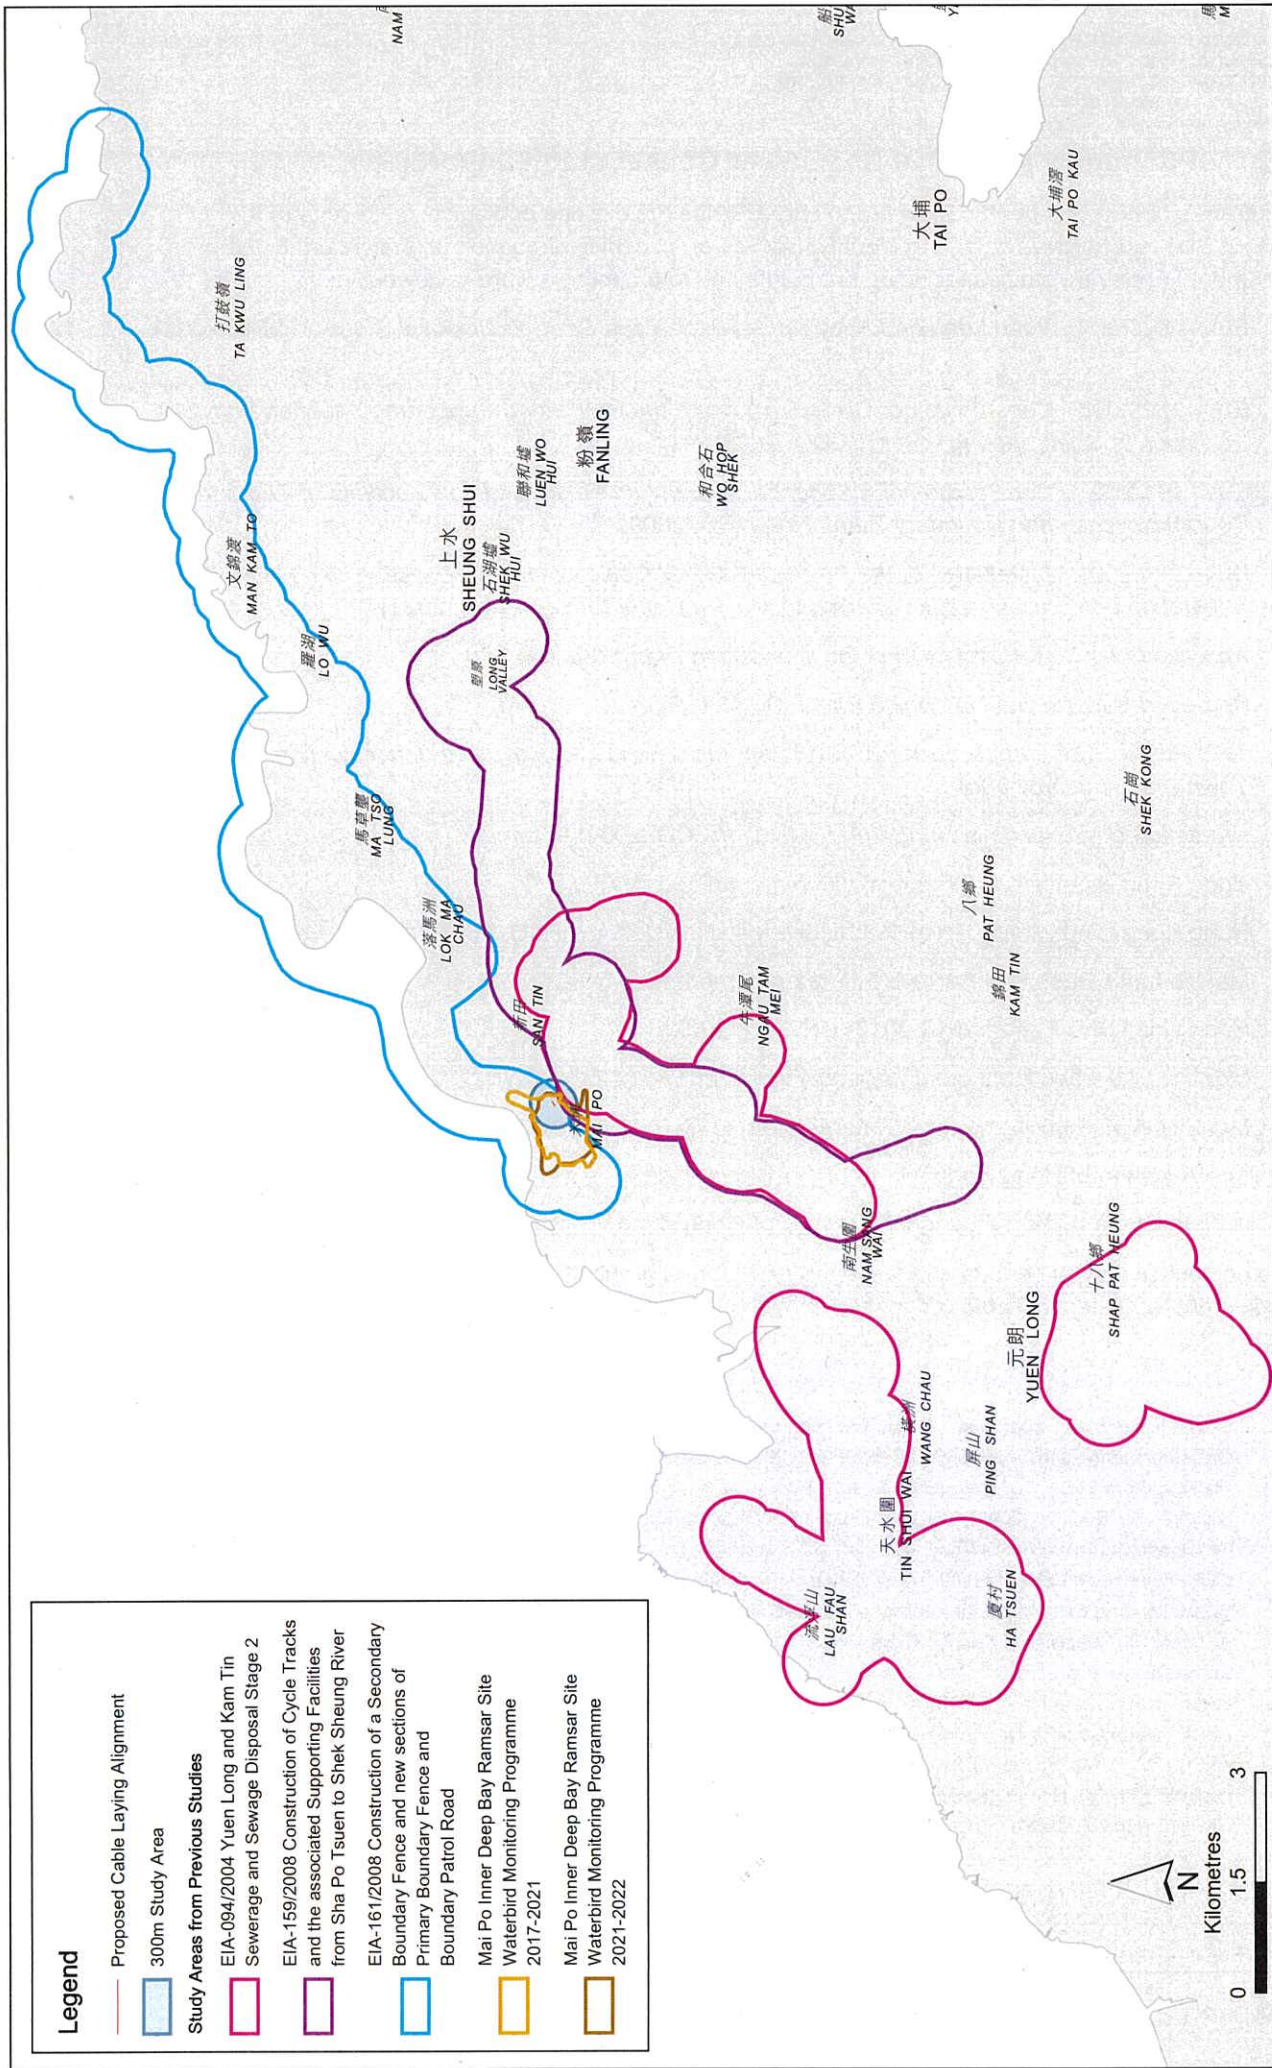 Legend
Proposed Cable Laying Alignment
300m Study Area
Study Areas from Previous Studies
EIA-094/2004 Yuen Long and Kam Tin
Sewerage and Sewage Disposal Stage 2
EIA-159/2008 Construction of Cycle Tracks
and the associated Supporting Facilities
from Sha Po Tsuen to Shek Sheung River
EIA-161/2008 Construction of a Secondary
Boundary Fence and new sections of
Primary Boundary Fence and
Boundary Patrol Road
Mai Po Inner Deep Bay Ramsar Site
Waterbird Monitoring Programme
2017-2021
Mai Po Inner Deep Bay Ramsar Site
Waterbird Monitoring Programme
2021-2022
打鼓嶺
TA KWU LING
文錦渡
MAN KAM TO
羅湖
LO WU
馬草壟
MA TSO
LUNG
落馬洲
LOK MA
CHAU
上水
SHEUNG SHUI
石湖墟
SHEK WU
HUI
塱原
LONG
VALLEY
聯和墟
LUEN WO
HUI
粉嶺
FANLING
和合石
WO HOP
SHEK
新田
SAN TIN
MAI PO
牛潭尾
NGAU TAM
MEI
南生圍
NAM SANG
WAI
大埔
TAI PO
大埔滘
TAI PO KAU
石崗
SHEK KONG
八鄉
PAT HEUNG
錦田
KAM TIN
十八鄉
SHAP PAT HEUNG
元朗
YUEN LONG
屏山
PING SHAN
橫洲
WANG CHAU
天水圍
TIN SHUI WAI
流浮山
LAU FAU
SHAN
廈村
HA TSUEN
NAM
船
SHU
WA
馬
M
N
Kilometres
0 1.5 3